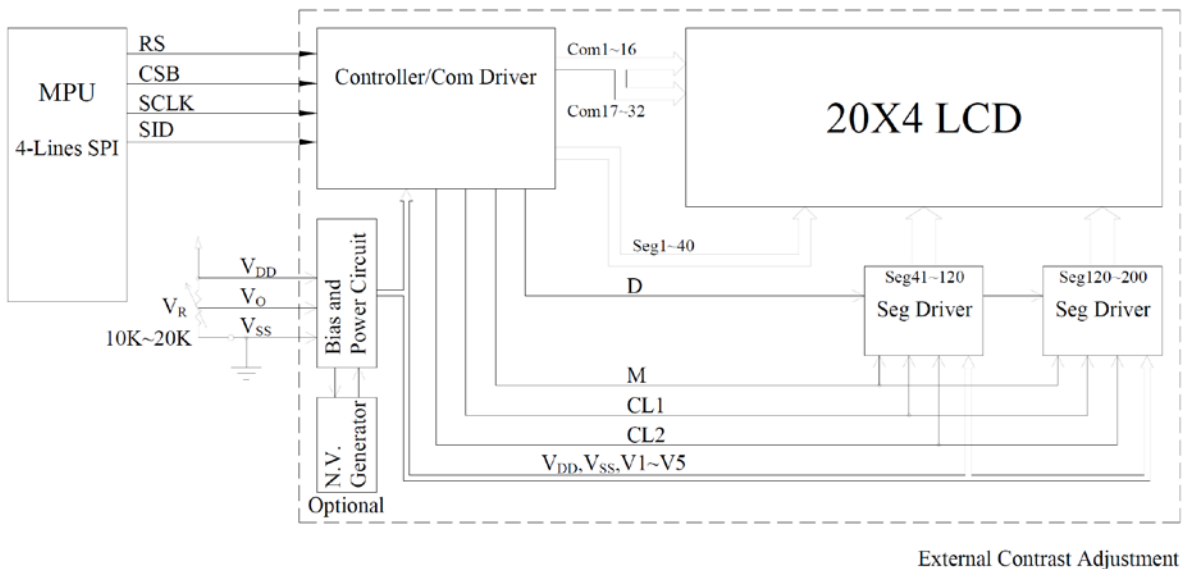 RS
CSB
SCLK
SID
MPU
4-Lines SPI
Controller/Com Driver
Com1~16
Com17~32
20X4 LCD
Seg1~40
Seg41~120
Seg Driver
Seg120~200
Seg Driver
D
VDD
VO
VR
VSS
10K~20K
Bias and
Power Circuit
M
CL1
CL2
VDD,VSS,V1~V5
N.V.
Generator
Optional
External Contrast Adjustment